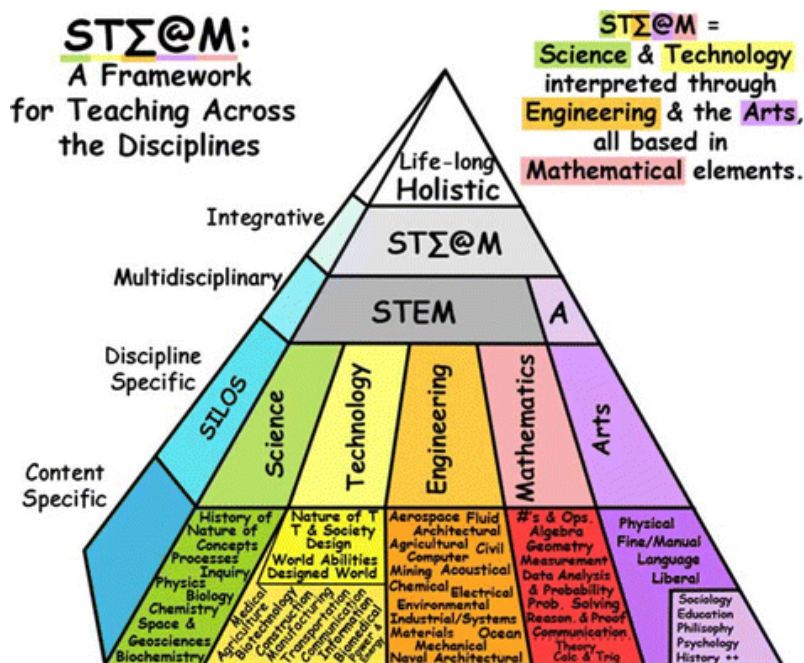 STΣ@M:
A Framework
for Teaching Across
the Disciplines
STΣ@M =
Science & Technology
interpreted through
Engineering & the Arts,
all based in
Mathematical elements.
Life-long
Holistic
Integrative
STΣ@M
Multidisciplinary
STEM
A
Discipline
Specific
SILOS
Science
Technology
Engineering
Mathematics
Arts
Content
Specific
History of
Nature of
Concepts
Processes
Inquiry
Physics
Biology
Chemistry
Space &
Geosciences
Biochemistry
Nature of T
T & Society
Design
World Abilities
Designed World
Medical
Agriculture
Biotechnology
Construction
Manufacturing
Transportation
Communication
Information
Biomedical
Power &
Energy
Aerospace Fluid
Architectural
Agricultural Civil
Computer
Mining Acoustical
Chemical Electrical
Environmental
Industrial/Systems
Materials Ocean
Mechanical
Naval Architectural
#'s & Ops.
Algebra
Geometry
Measurement
Data Analysis
& Probability
Prob. Solving
Reason. & Proof
Communication.
Theory
Calc & Trig
Physical
Fine/Manual
Language
Liberal
Sociology
Education
Philisophy
Psychology
History ++